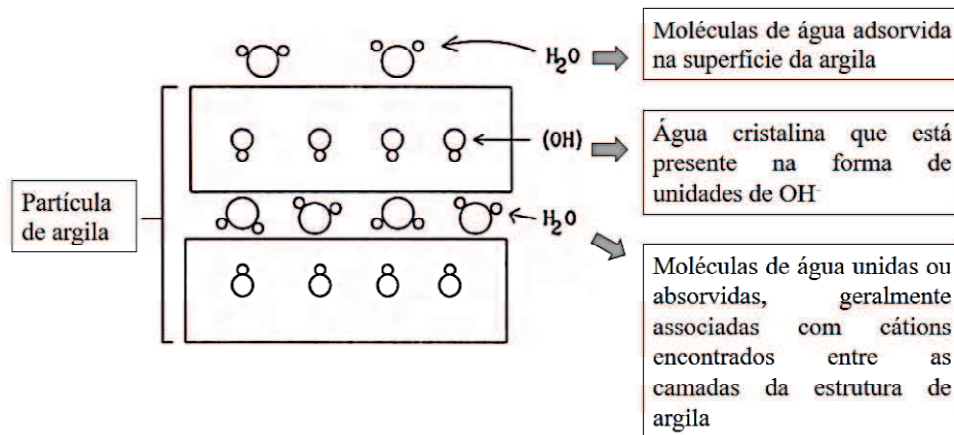 H2O
Moléculas de água adsorvida
na superfície da argila
(OH)
Água cristalina que está
presente na forma de
unidades de OH-
Partícula
de argila
H2O
Moléculas de água unidas ou
absorvidas, geralmente
associadas com cátions
encontrados entre as
camadas da estrutura de
argila